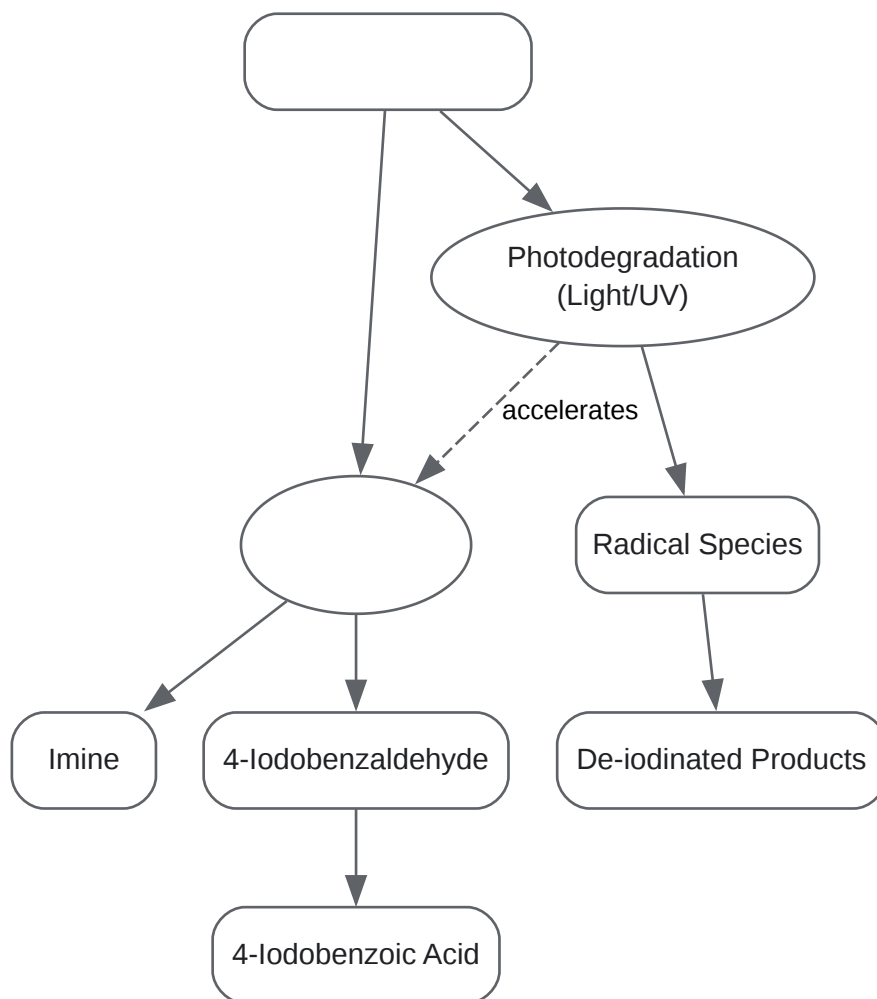 Photodegradation
(Light/UV)
accelerates
Radical Species
Imine
4-Iodobenzaldehyde
De-iodinated Products
4-Iodobenzoic Acid